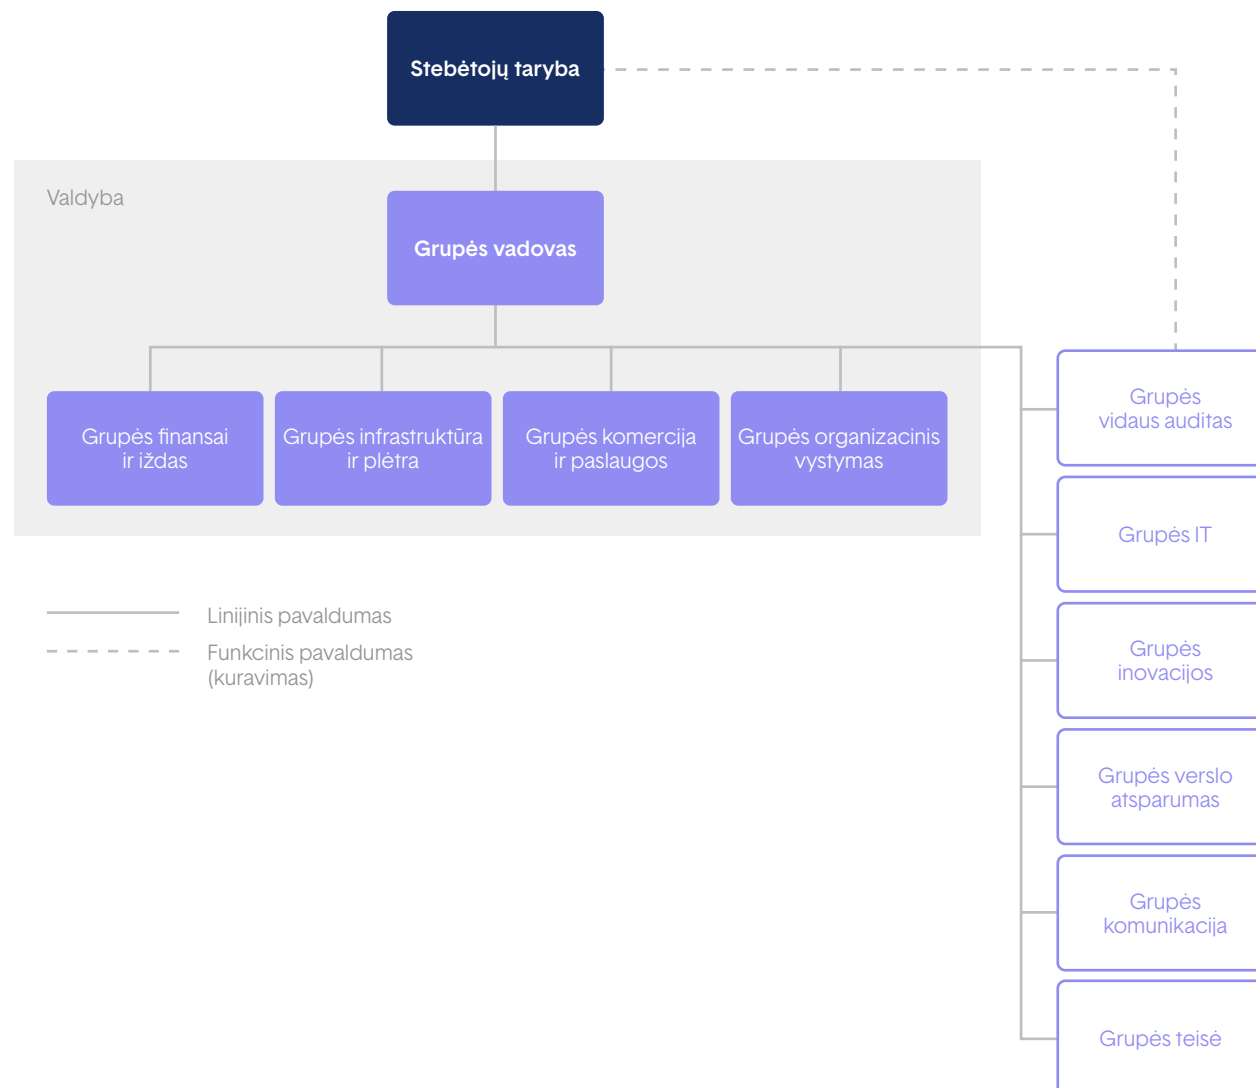 Stebėtojų taryba
Valdyba
Grupės vadovas
Grupės finansai
ir iždas
Grupės infrastruktūra
ir plėtra
Grupės komercija
ir paslaugos
Grupės organizacinis
vystymas
Grupės
vidaus auditas
Grupės IT
Grupės
inovacijos
Grupės verslo
atsparumas
Grupės
komunikacija
Grupės teisė
Linijinis pavaldumas
Funkcinis pavaldumas
(kuravimas)